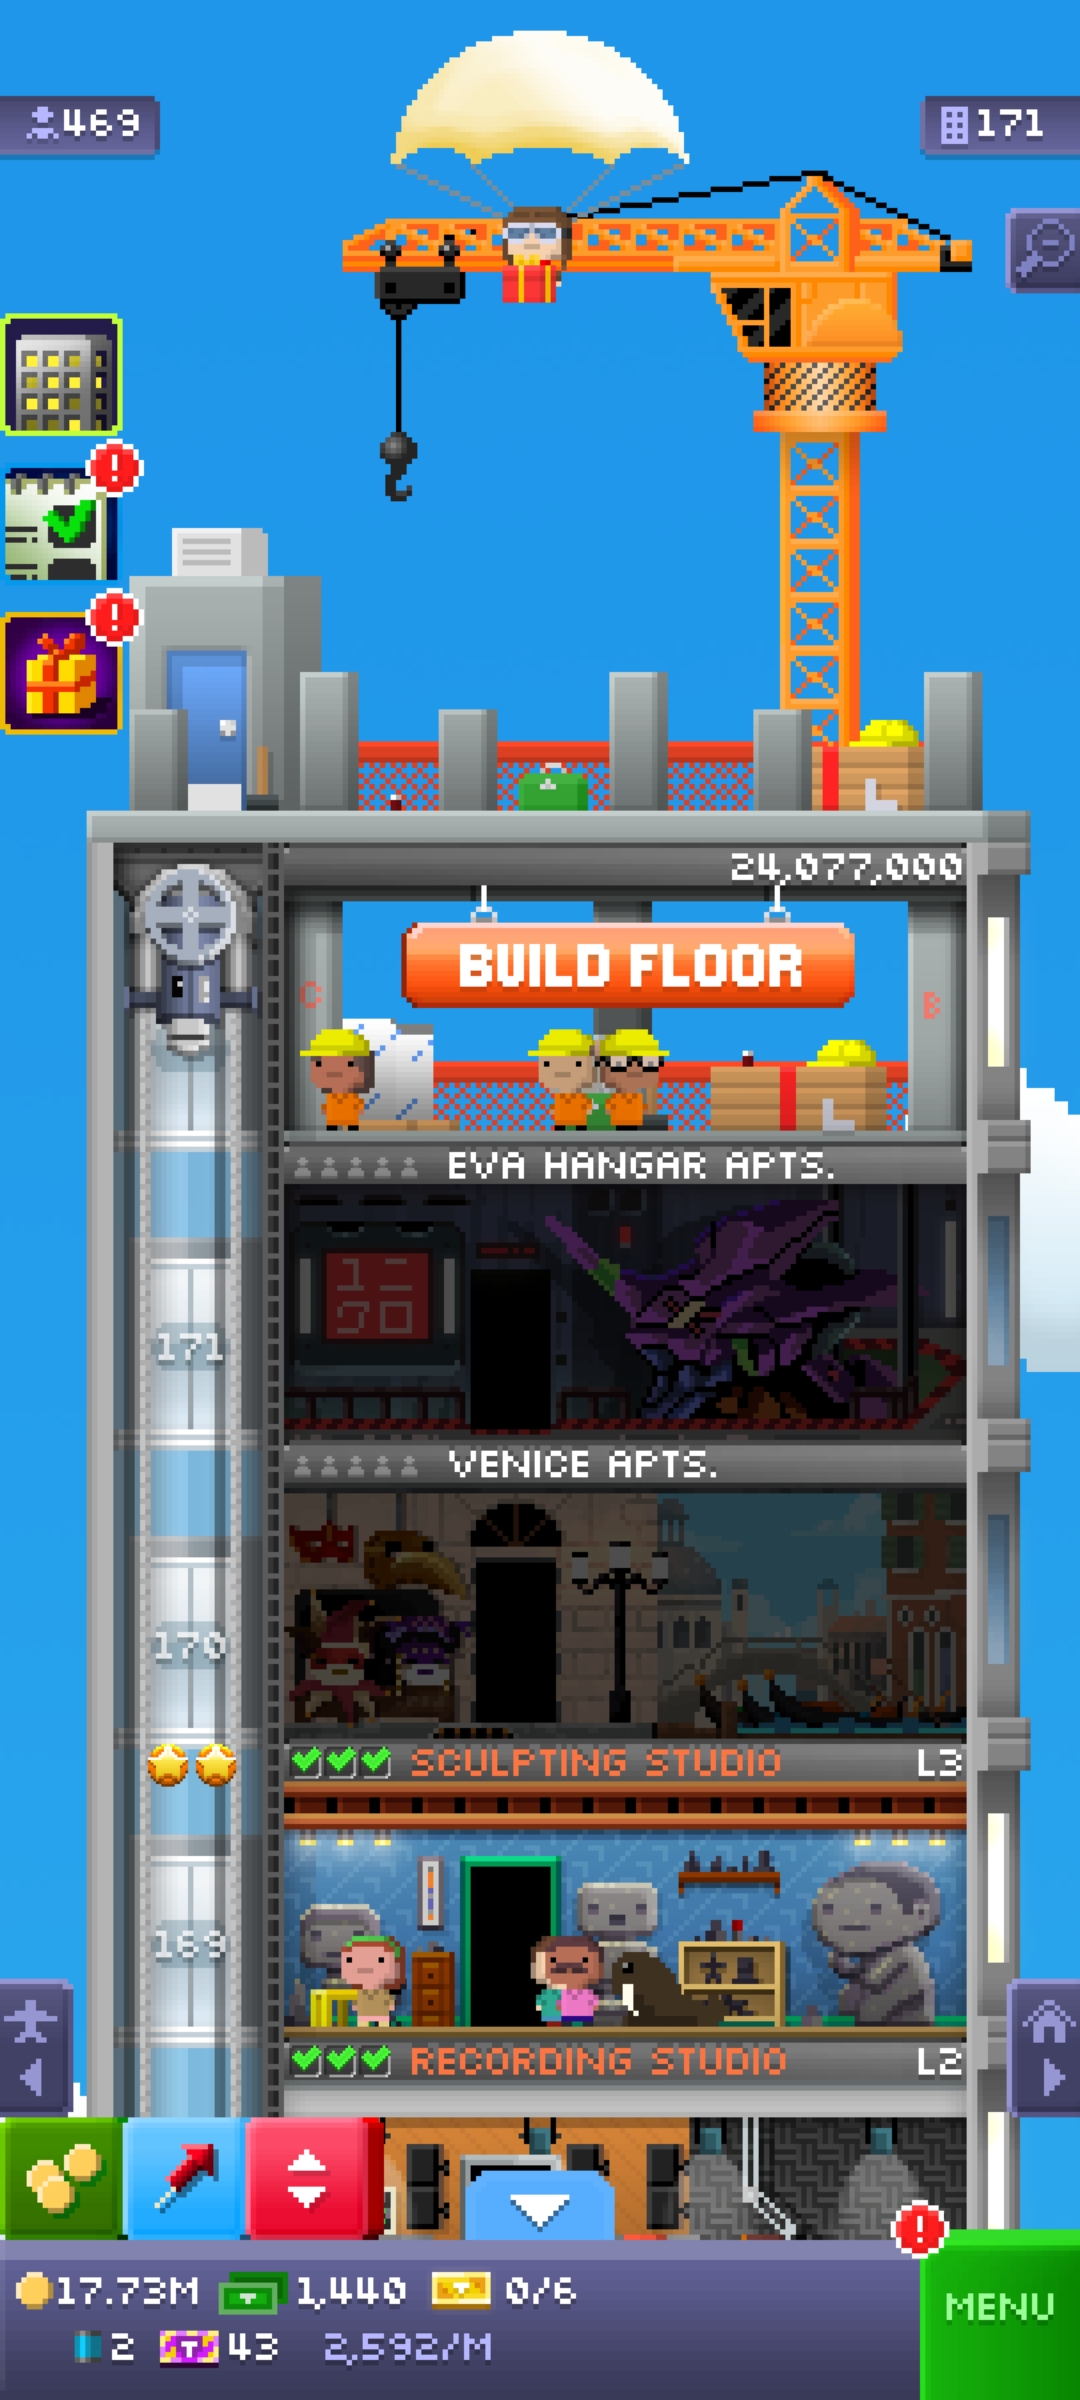 469
171
24,077,000
BUILD FLOOR
C
B
EVA HANGAR APTS.
171
VENICE APTS.
170
SCULPTING STUDIO L3
169
RECORDING STUDIO L2
17.73M 1,440 0/6
2 43 2,592/M
MENU